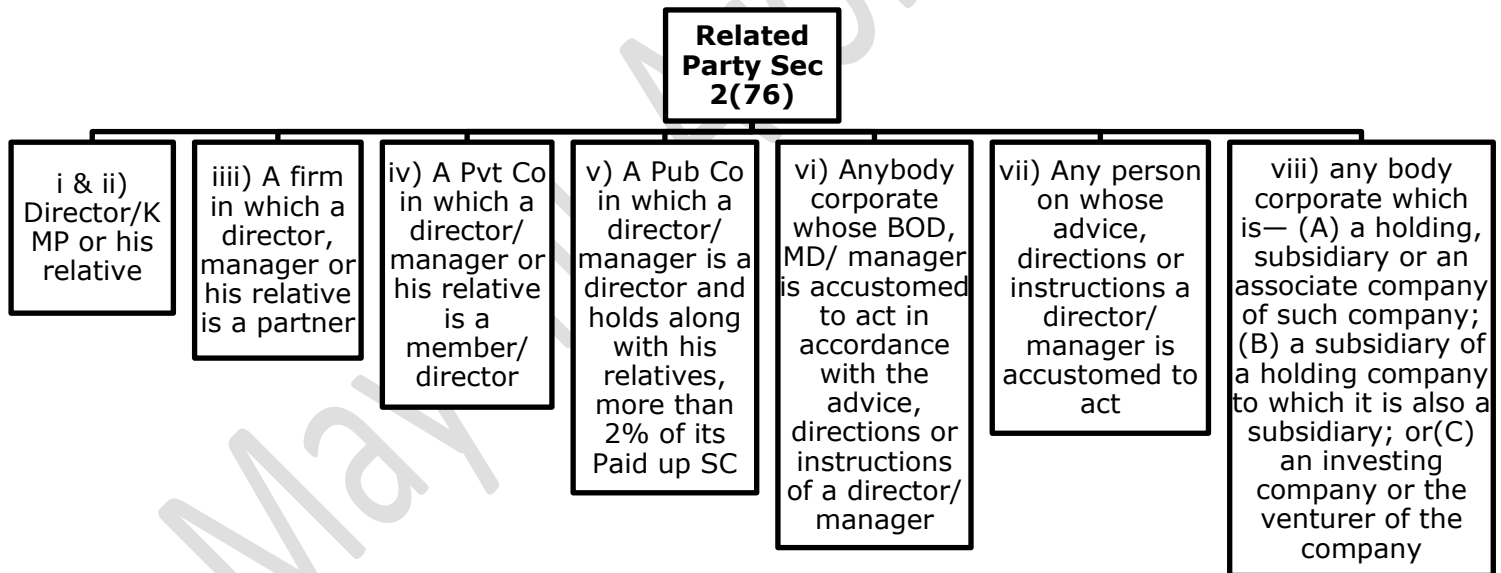 Related
Party Sec
2(76)
i & ii)
Director/K
MP or his
relative
iiii) A firm
in which a
director,
manager or
his relative
is a partner
iv) A Pvt Co
in which a
director/
manager or
his relative
is a
member/
director
v) A Pub Co
in which a
director/
manager is a
director and
holds along
with his
relatives,
more than
2% of its
Paid up SC
vi) Anybody
corporate
whose BOD,
MD/ manager
is accustomed
to act in
accordance
with the
advice,
directions or
instructions
of a director/
manager
vii) Any person
on whose
advice,
directions or
instructions a
director/
manager is
accustomed to
act
viii) any body
corporate which
is— (A) a holding,
subsidiary or an
associate company
of such company;
(B) a subsidiary of
a holding company
to which it is also a
subsidiary; or(C)
an investing
company or the
venturer of the
company
May